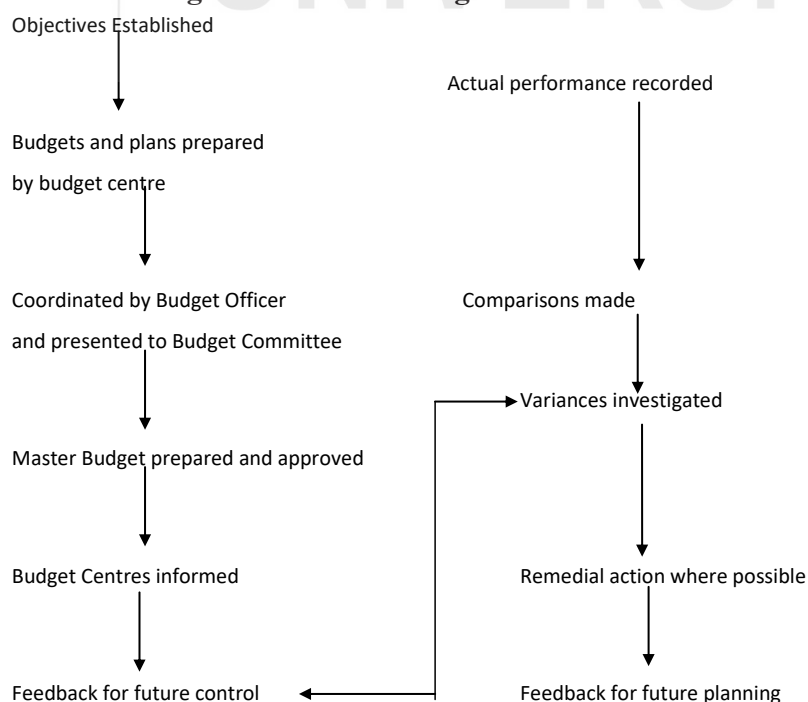 Objectives Established
Actual performance recorded
Budgets and plans prepared
by budget centre
Coordinated by Budget Officer
and presented to Budget Committee
Comparisons made
Variances investigated
Master Budget prepared and approved
Budget Centres informed
Remedial action where possible
Feedback for future control
Feedback for future planning